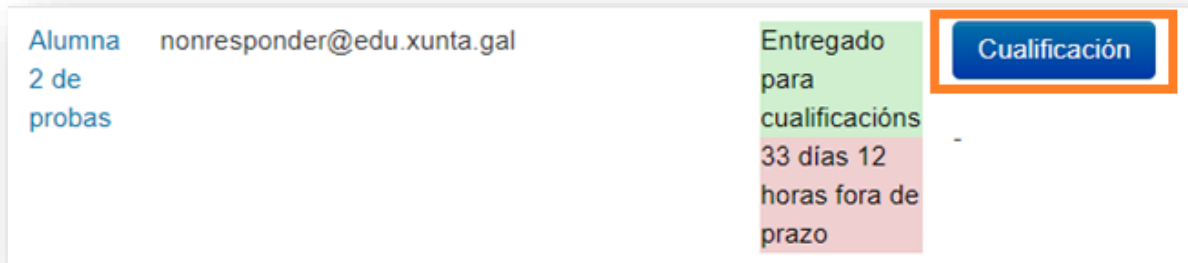 Alumna
2 de
probas
nonresponder@edu.xunta.gal
Entregado
para
cualificacións
33 días 12
horas fora de
prazo
Cualificación
-